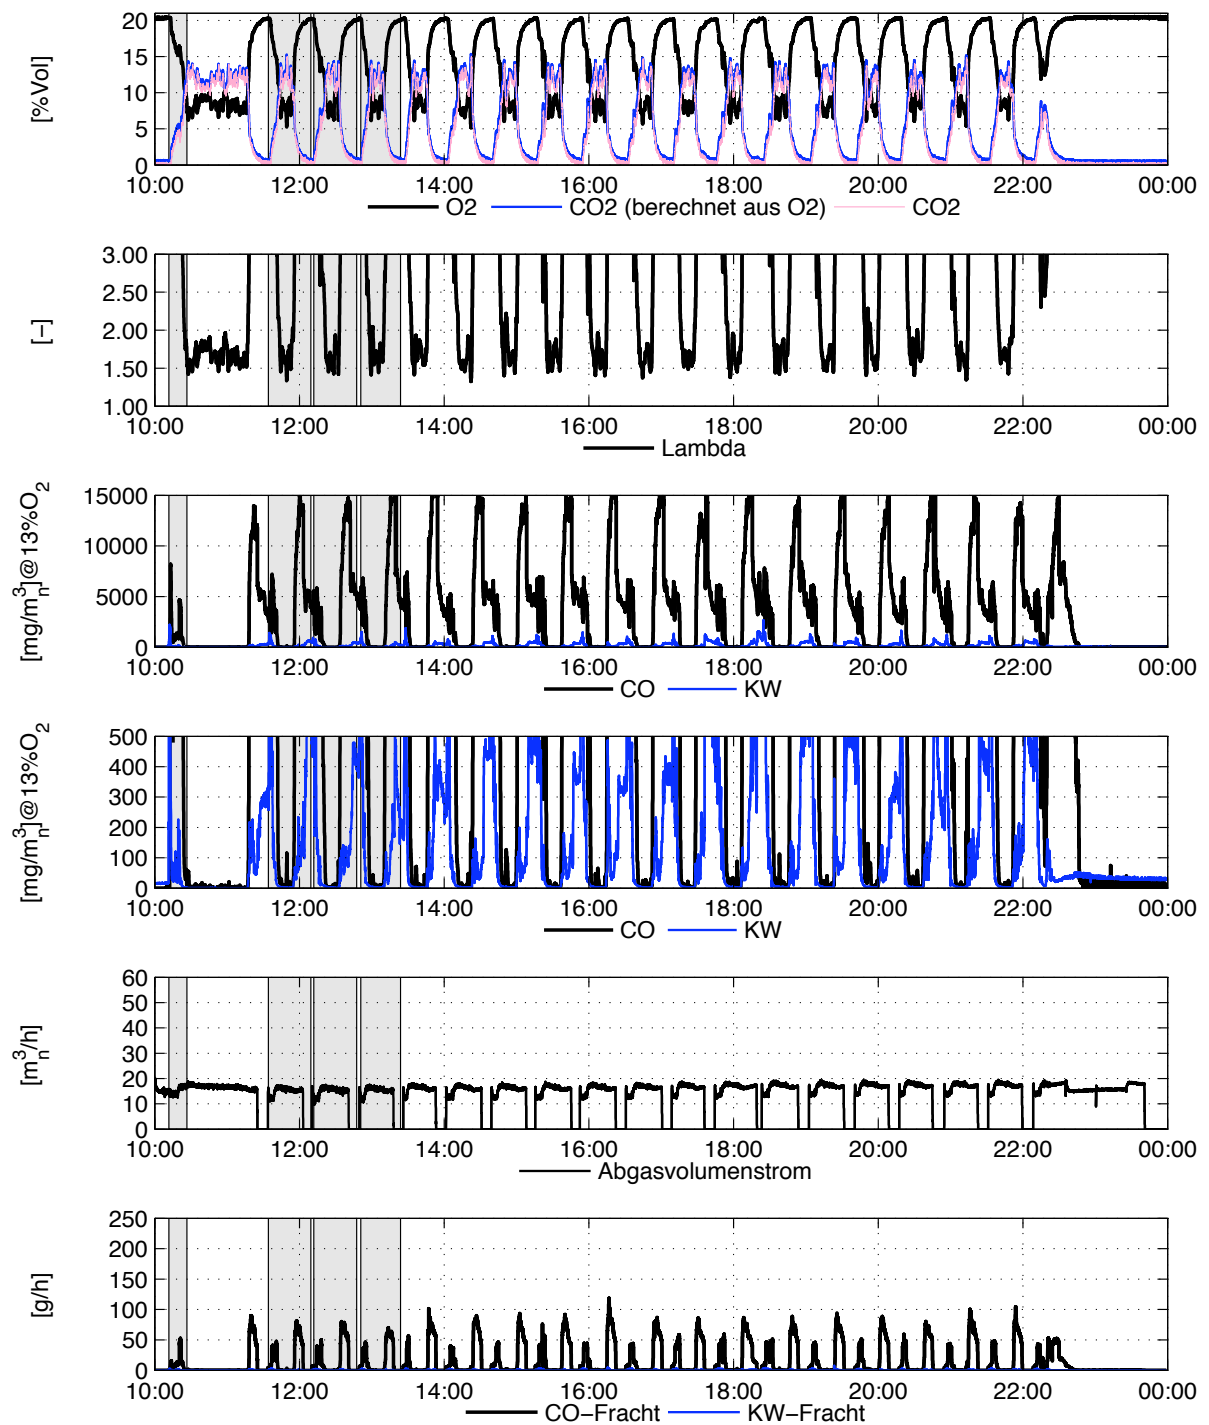 [%Vol]
20
15
10
5
0
10:00 12:00 14:00 16:00 18:00 20:00 22:00 00:00
O2 CO2 (berechnet aus O2) CO2
[−]
3.00
2.50
2.00
1.50
1.00
10:00 12:00 14:00 16:00 18:00 20:00 22:00 00:00
Lambda
[mg/m³n]@13%O₂
15000
10000
5000
0
10:00 12:00 14:00 16:00 18:00 20:00 22:00 00:00
CO KW
[mg/m³n]@13%O₂
500
400
300
200
100
0
10:00 12:00 14:00 16:00 18:00 20:00 22:00 00:00
CO KW
[m³n/h]
60
50
40
30
20
10
0
10:00 12:00 14:00 16:00 18:00 20:00 22:00 00:00
Abgasvolumenstrom
[g/h]
250
200
150
100
50
0
10:00 12:00 14:00 16:00 18:00 20:00 22:00 00:00
CO−Fracht KW−Fracht